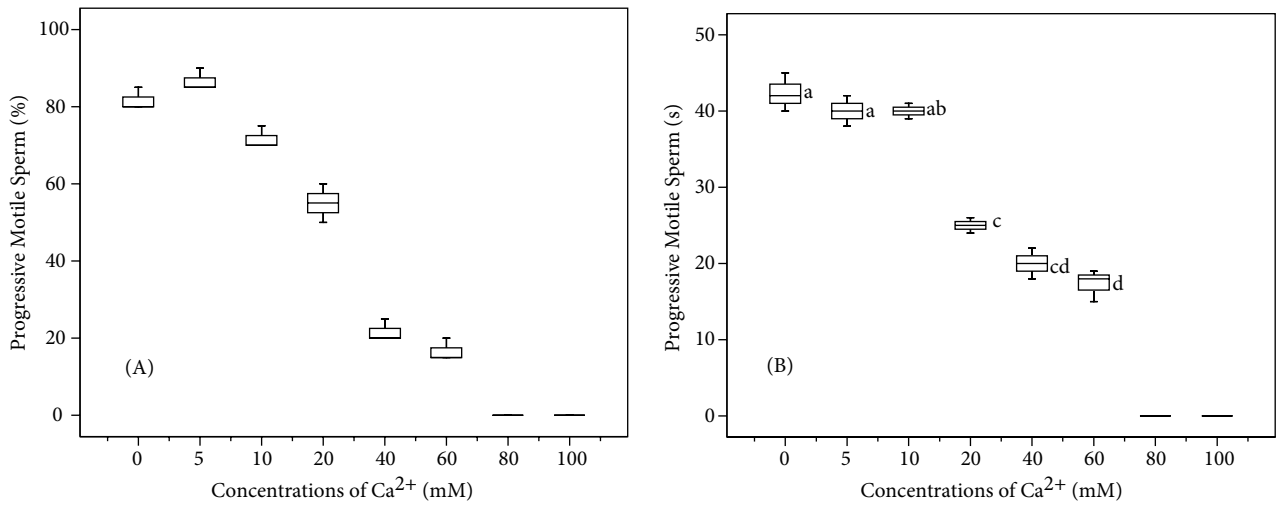 Progressive Motile Sperm (%)
100
80
60
40
20
0
(A)
0 5 10 20 40 60 80 100
Concentrations of Ca2+ (mM)
Progressive Motile Sperm (s)
50
40
30
20
10
0
a
a
ab
c
cd
d
(B)
0 5 10 20 40 60 80 100
Concentrations of Ca2+ (mM)